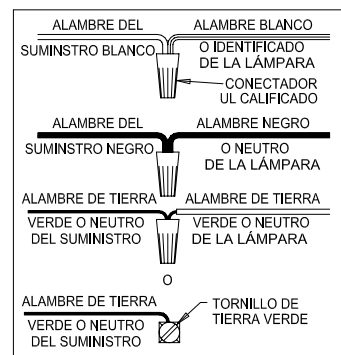 ALAMBRE DEL ALAMBRE BLANCO
SUMINSTRO BLANCO O IDENTIFICADO
DE LA LÁMPARA
CONECTADOR
UL CALIFICADO
ALAMBRE DEL ALAMBRE NEGRO
SUMINSTRO NEGRO O NEUTRO
DE LA LÁMPARA
ALAMBRE DE TIERRA ALAMBRE DE TIERRA
VERDE O NEUTRO VERDE O NEUTRO
DEL SUMINISTRO DE LA LÁMPARA
O
ALAMBRE DE TIERRA TORNILLO DE
VERDE O NEUTRO TIERRA VERDE
DEL SUMINISTRO